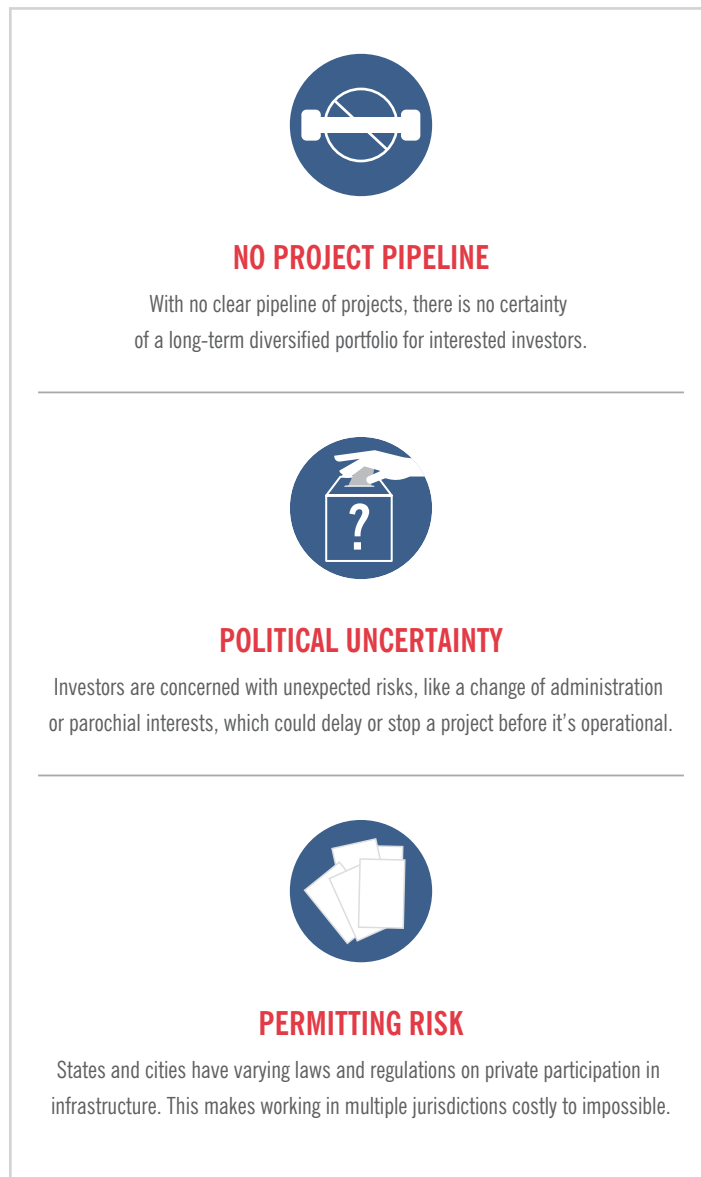 NO PROJECT PIPELINE
With no clear pipeline of projects, there is no certainty
of a long-term diversified portfolio for interested investors.
?
POLITICAL UNCERTAINTY
Investors are concerned with unexpected risks, like a change of administration
or parochial interests, which could delay or stop a project before it’s operational.
PERMITTING RISK
States and cities have varying laws and regulations on private participation in
infrastructure. This makes working in multiple jurisdictions costly to impossible.